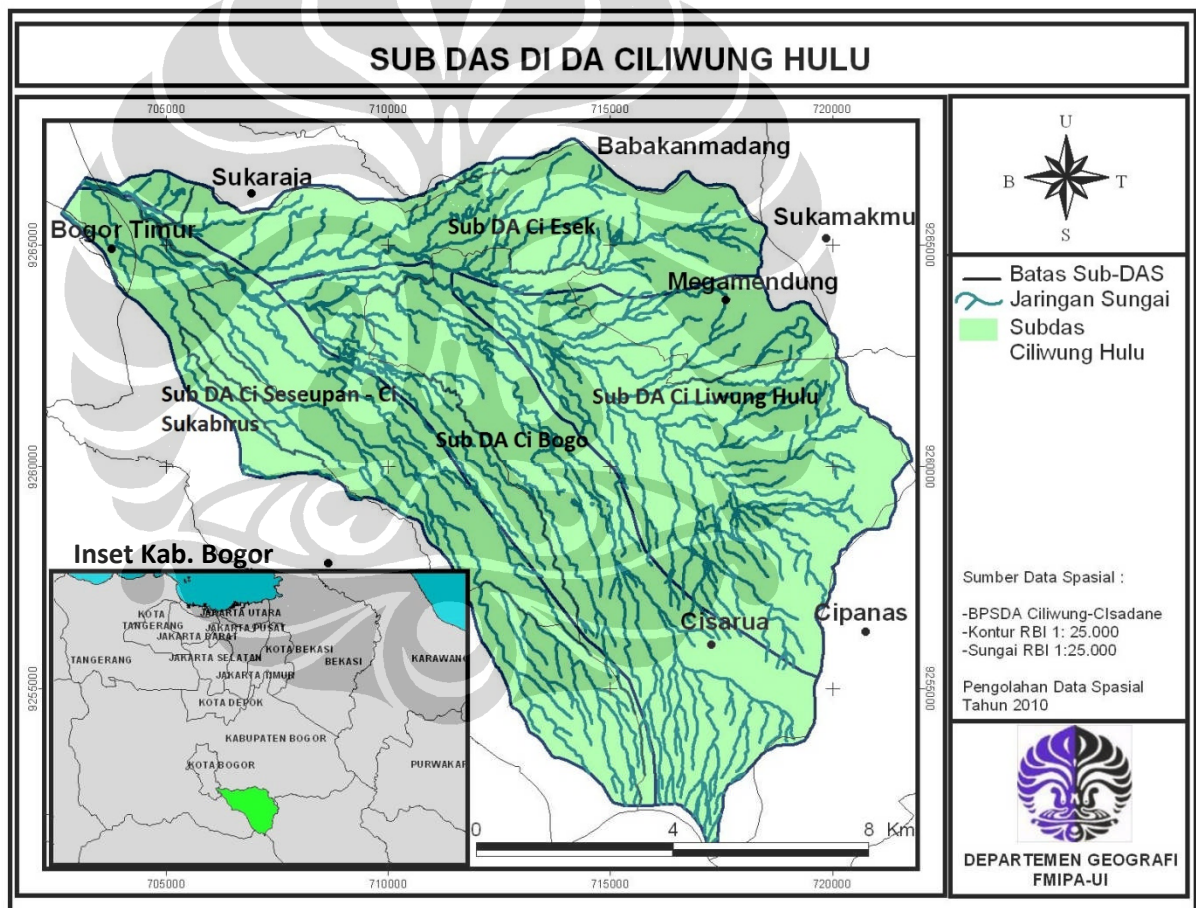 SUB DAS DI DA CILIWUNG HULU
705000 710000 715000 720000
Babakanmadang
Sukaraja
Sukamakmu
Bogor Timur
Sub DA Ci Esek
9265000 9265000
Megamendung
Sub DA Ci Seseupan - Ci
Sukabirus
Sub DA Ci Liwung Hulu
Sub DA Ci Bogo
9260000 9260000
Cipanas
Cisarua
9255000 9255000
Inset Kab. Bogor
JAKARTA UTARA
KOTA
TANGERANG
JAKARTA PUSAT
JAKARTA BARAT
KOTA BEKASI
TANGERANG
JAKARTA SELATAN
BEKASI
KARAWANG
JAKARTA TIMUR
KOTA DEPOK
KABUPATEN BOGOR
KOTA BOGOR
PURWAKAR
0 4 8 Km
705000 710000 715000 720000
U
B T
S
Batas Sub-DAS
Jaringan Sungai
Subdas
Ciliwung Hulu
Sumber Data Spasial :
-BPSDA Ciliwung-CIsadane
-Kontur RBI 1: 25.000
-Sungai RBI 1:25.000
Pengolahan Data Spasial
Tahun 2010
DEPARTEMEN GEOGRAFI
FMIPA-UI